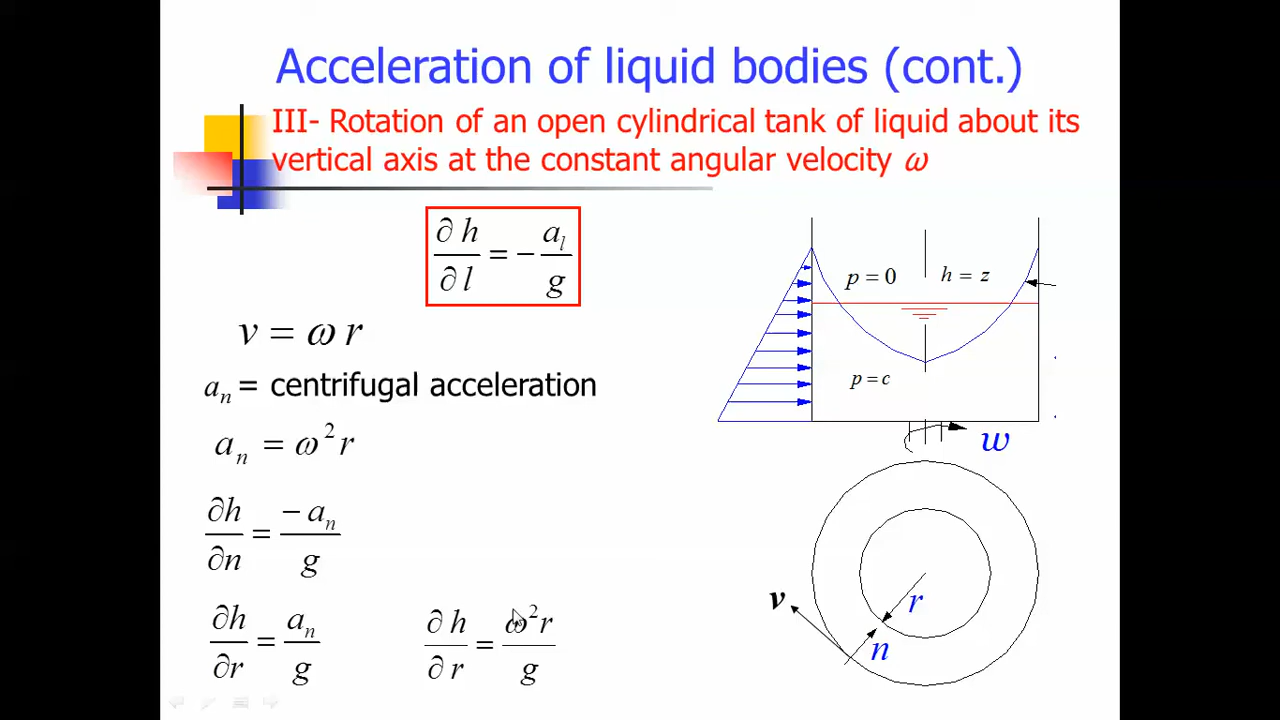 Acceleration of liquid bodies (cont.)
III- Rotation of an open cylindrical tank of liquid about its
vertical axis at the constant angular velocity ω
∂h/∂l = − a_l/g
v = ω r
a_n = centrifugal acceleration
a_n = ω² r
∂h/∂n = −a_n/g
∂h/∂r = a_n/g
∂h/∂r = ω²r/g
p = 0
h = z
p = c
w
v
r
n